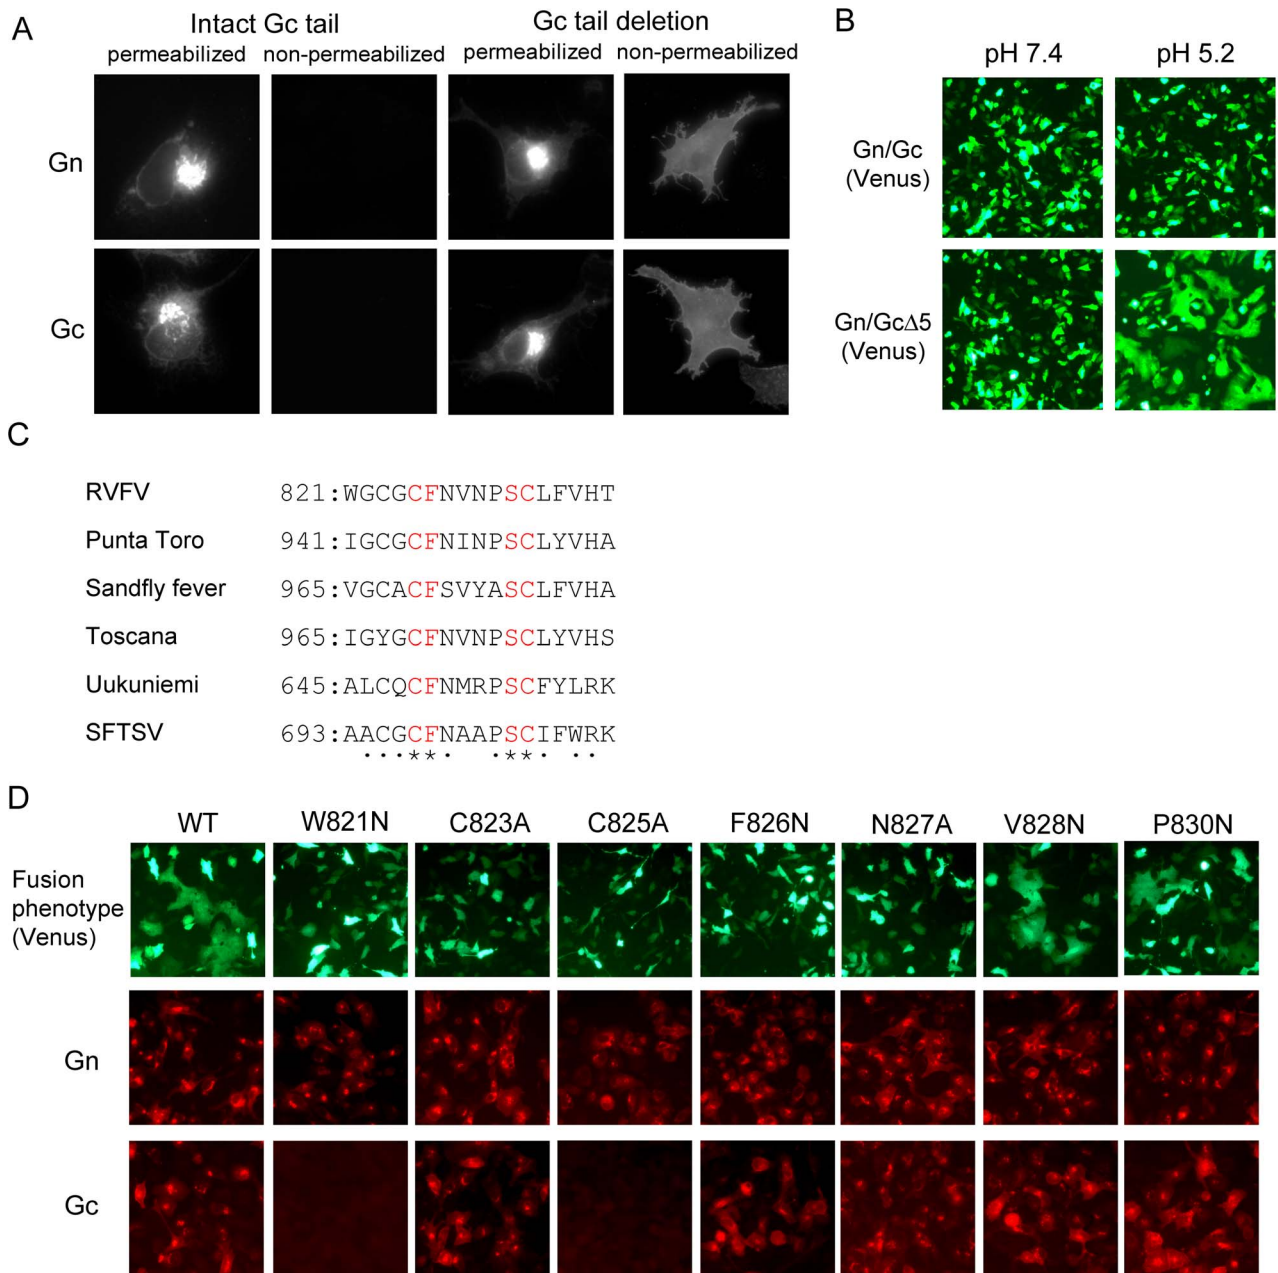 A
Intact Gc tail
Gc tail deletion
permeabilized non-permeabilized permeabilized non-permeabilized
Gn
Gc
B
pH 7.4 pH 5.2
Gn/Gc
(Venus)
Gn/GcΔ5
(Venus)
C
RVFV 821:WGCGCFNVNPSCLFVHT
Punta Toro 941:IGCGCFNINPSCLYVHA
Sandfly fever 965:VGCACFSVYASCLFVHA
Toscana 965:IGYGCFNVNPSCLYVHS
Uukuniemi 645:ALCQCFNMRPSCFYLRK
SFTSV 693:AACGCFNAAPSCIFWRK
...**. .**. ..
D
WT W821N C823A C825A F826N N827A V828N P830N
Fusion
phenotype
(Venus)
Gn
Gc